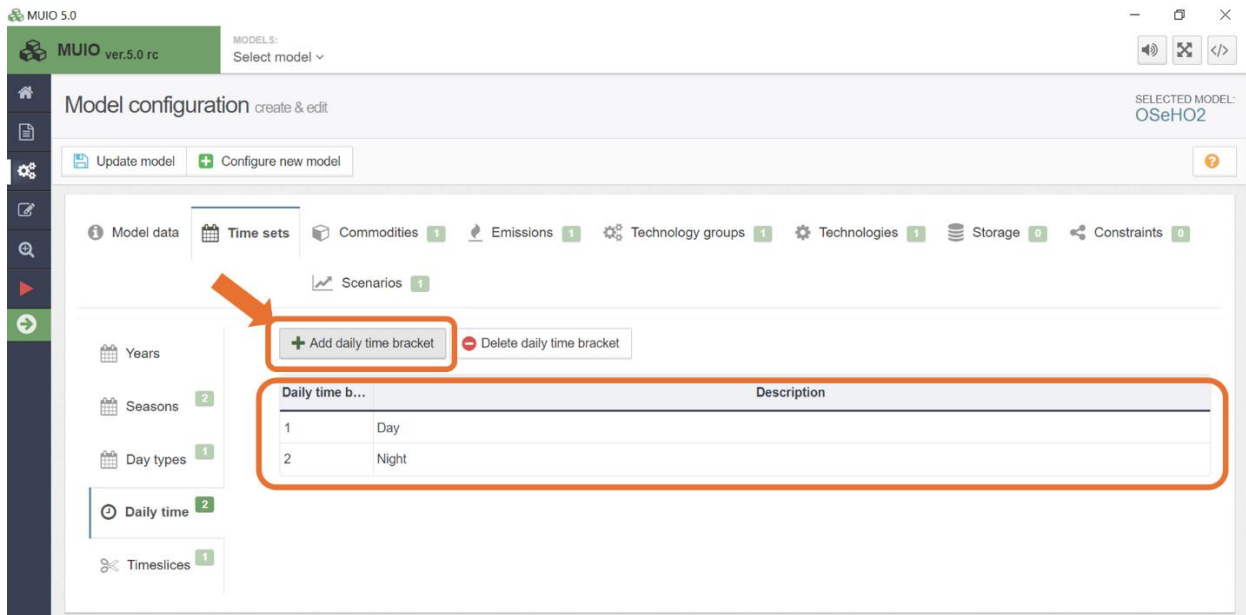 MUIO 5.0
MUIO ver.5.0 rc
MODELS:
Select model
Model configuration create & edit
SELECTED MODEL:
OSeHO2
Update model Configure new model
Model data Time sets Commodities 1 Emissions 1 Technology groups 1 Technologies 1 Storage 0 Constraints 0
Scenarios 1
Add daily time bracket Delete daily time bracket
Years
Seasons 2
Day types 1
Daily time 2
Timeslices 1
Daily time b... Description
1 Day
2 Night